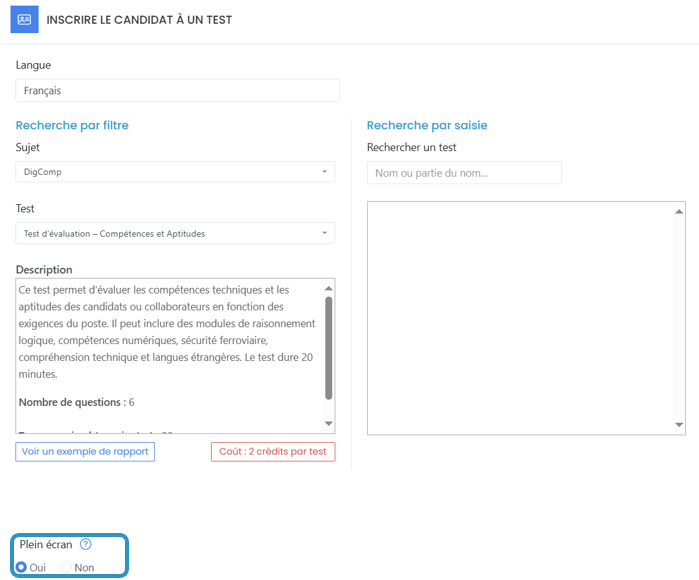 INSCRIRE LE CANDIDAT À UN TEST
Langue
Français
Recherche par filtre
Sujet
DigComp
Test
Test d'évaluation – Compétences et Aptitudes
Description
Ce test permet d'évaluer les compétences techniques et les
aptitudes des candidats ou collaborateurs en fonction des
exigences du poste. Il peut inclure des modules de raisonnement
logique, compétences numériques, sécurité ferroviaire,
compréhension technique et langues étrangères. Le test dure 20
minutes.
Nombre de questions : 6
Voir un exemple de rapport
Coût : 2 crédits par test
Recherche par saisie
Rechercher un test
Nom ou partie du nom...
Plein écran ?
Oui Non